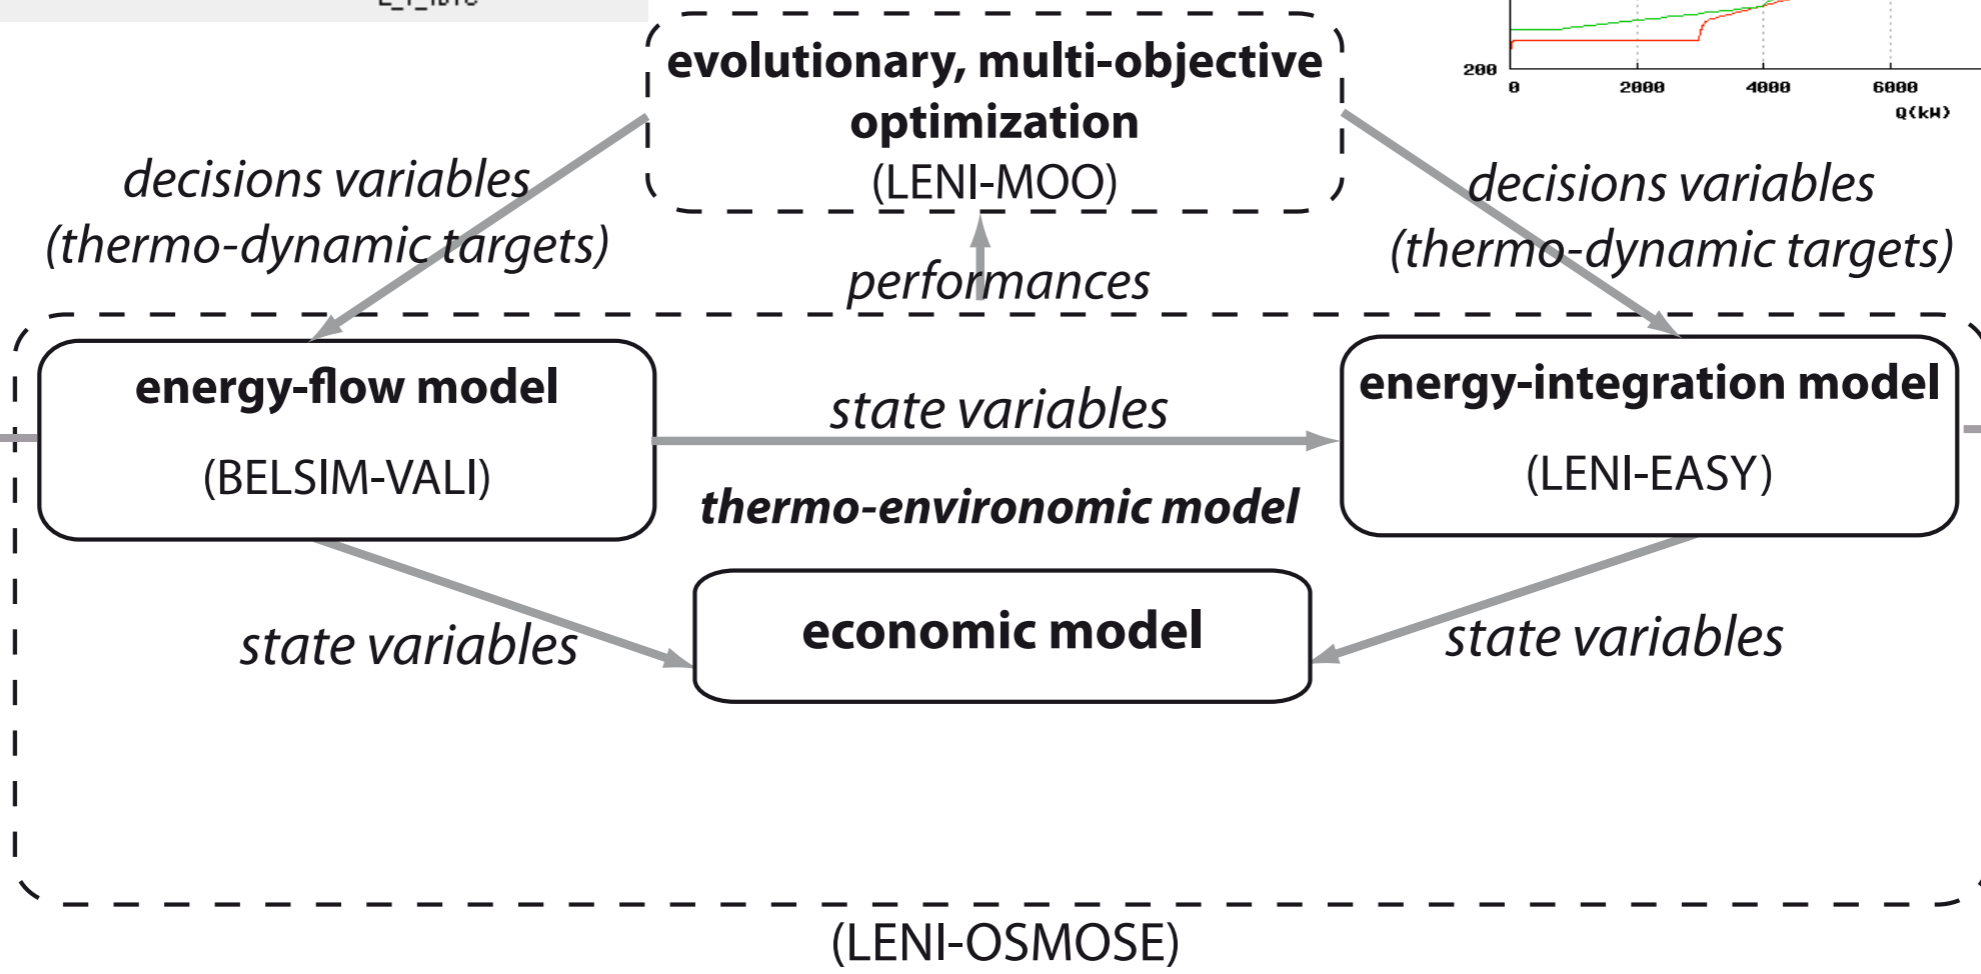 evolutionary, multi-objective
optimization
(LENI-MOO)
200
0
2000
4000
6000
Q(kW)
decisions variables
(thermo-dynamic targets)
performances
decisions variables
(thermo-dynamic targets)
energy-flow model
(BELSIM-VALI)
state variables
energy-integration model
(LENI-EASY)
thermo-environomic model
economic model
state variables
state variables
(LENI-OSMOSE)